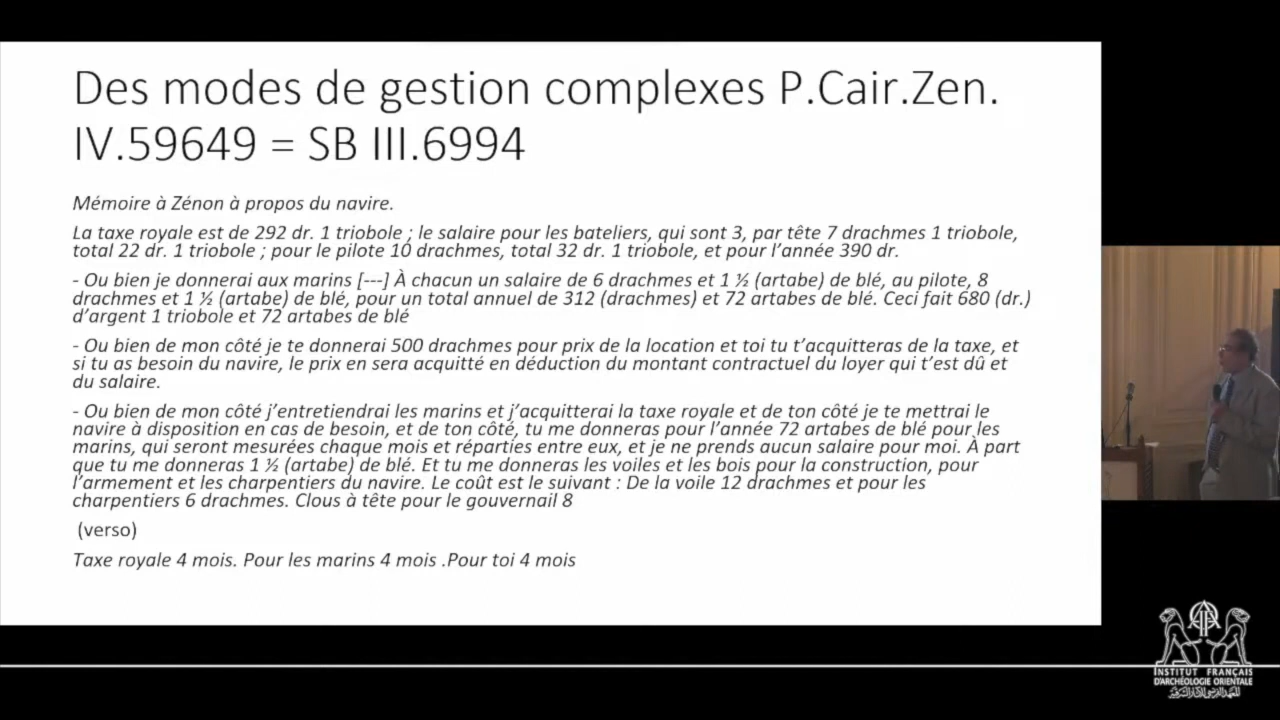 Des modes de gestion complexes P.Cair.Zen.
IV.59649 = SB III.6994
Mémoire à Zénon à propos du navire.
La taxe royale est de 292 dr. 1 triobole ; le salaire pour les bateliers, qui sont 3, par tête 7 drachmes 1 triobole,
total 22 dr. 1 triobole ; pour le pilote 10 drachmes, total 32 dr. 1 triobole, et pour l'année 390 dr.
- Ou bien je donnerai aux marins [---] À chacun un salaire de 6 drachmes et 1 ½ (artabe) de blé, au pilote, 8
drachmes et 1 ½ (artabe) de blé, pour un total annuel de 312 (drachmes) et 72 artabes de blé. Ceci fait 680 (dr.)
d'argent 1 triobole et 72 artabes de blé
- Ou bien de mon côté je te donnerai 500 drachmes pour prix de la location et toi tu t'acquitteras de la taxe, et
si tu as besoin du navire, le prix en sera acquitté en déduction du montant contractuel du loyer qui t'est dû et
du salaire.
- Ou bien de mon côté j'entretiendrai les marins et j'acquitterai la taxe royale et de ton côté je te mettrai le
navire à disposition en cas de besoin, et de ton côté, tu me donneras pour l'année 72 artabes de blé pour les
marins, qui seront mesurées chaque mois et réparties entre eux, et je ne prends aucun salaire pour moi. À part
que tu me donneras 1 ½ (artabe) de blé. Et tu me donneras les voiles et les bois pour la construction, pour
l'armement et les charpentiers du navire. Le coût est le suivant : De la voile 12 drachmes et pour les
charpentiers 6 drachmes. Clous à tête pour le gouvernail 8
(verso)
Taxe royale 4 mois. Pour les marins 4 mois .Pour toi 4 mois
INSTITUT FRANÇAIS
D'ARCHÉOLOGIE ORIENTALE